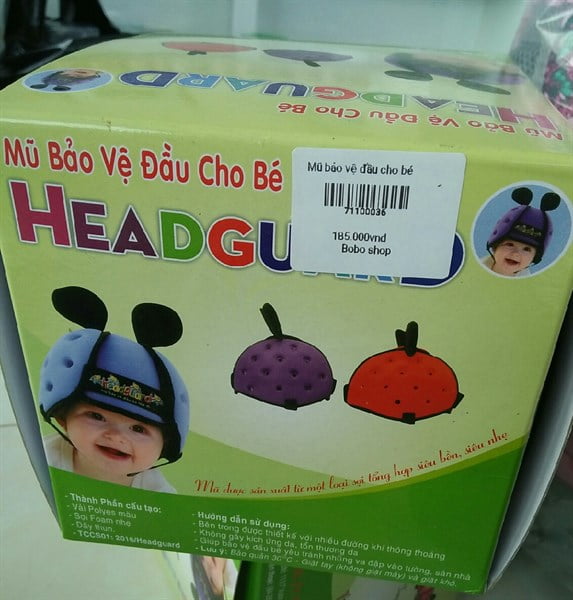 HEADGUARD
Mũ Bảo Vệ Đầu Cho Bé
Mũ Bảo Vệ Đầu Cho Bé
HEADGUARD
Mũ bảo vệ đầu cho bé
71100036
185.000vnd
Bobo shop
Headguard
Mũ được sản xuất từ một loại sợi tổng hợp siêu bền, siêu nhẹ
- Thành Phần cấu tạo:
- Vải Polyes màu
- Sợi Foam nhẹ
- Dây thun.
- TCCS01: 2015/Headguard
Hướng dẫn sử dụng:
- Bên trong được thiết kế với nhiều đường khí thông thoáng
- Không gây kích ứng da, tổn thương da
- Giúp bảo vệ đầu bé yêu tránh những va đập vào tường, sàn nhà
- Lưu ý: Bảo quản 30°C - Giặt tay (không giặt máy) và giặt khô.